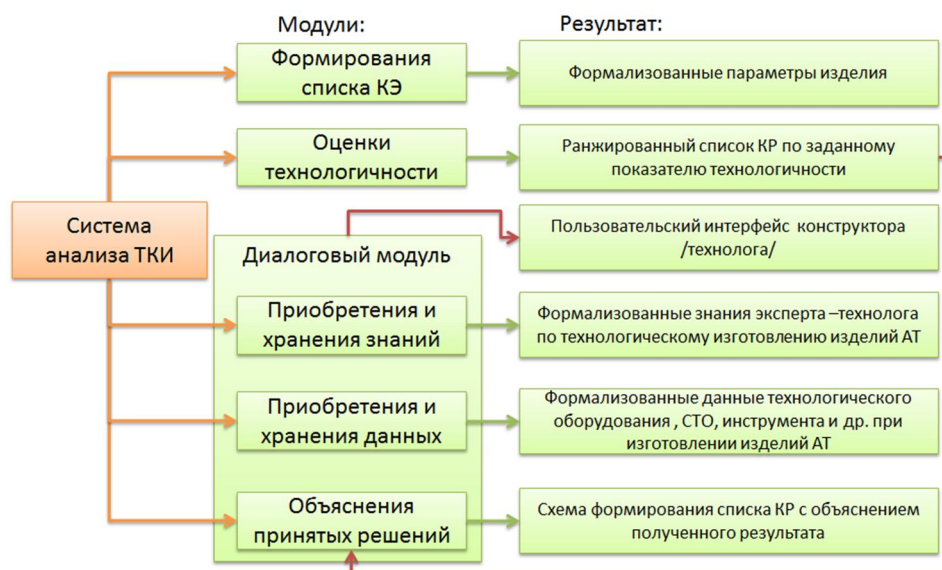 Модули:
Результат:
Формирования
списка КЭ
Формализованные параметры изделия
Оценки
технологичности
Ранжированный список КР по заданному
показателю технологичности
Система
анализа ТКИ
Пользовательский интерфейс конструктора
/технолога/
Диалоговый модуль
Приобретения и
хранения знаний
Формализованные знания эксперта –технолога
по технологическому изготовлению изделий АТ
Приобретения и
хранения данных
Формализованные данные технологического
оборудования , СТО, инструмента и др. при
изготовлении изделий АТ
Объяснения
принятых решений
Схема формирования списка КР с объяснением
полученного результата